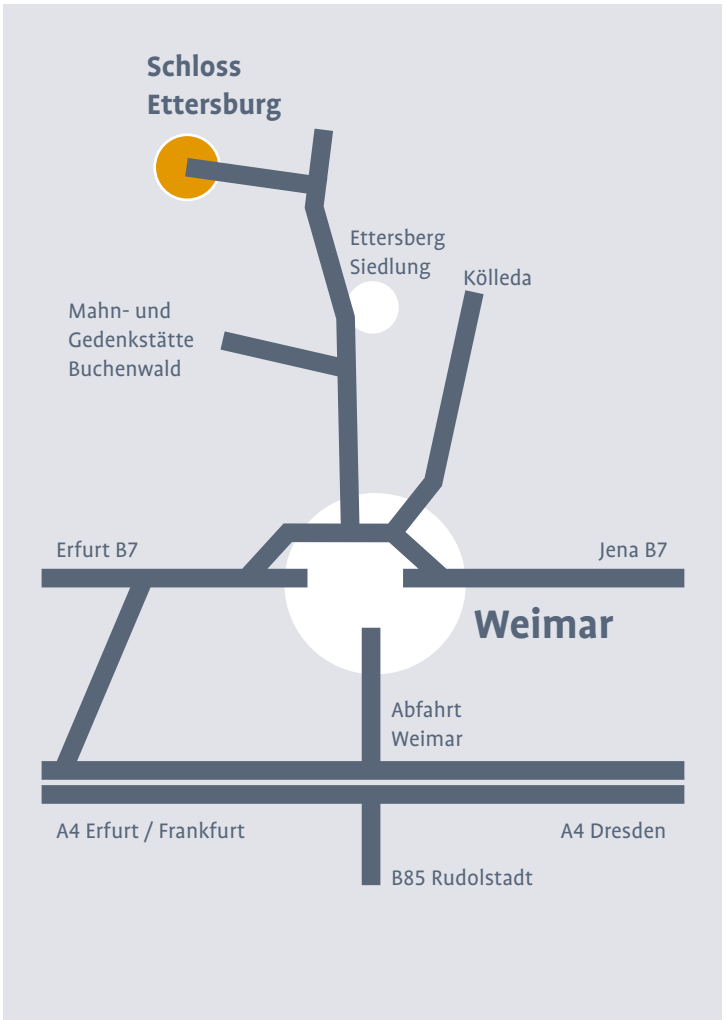 Schloss
Ettersburg
Ettersberg
Siedlung
Kölleda
Mahn- und
Gedenkstätte
Buchenwald
Erfurt B7
Jena B7
Weimar
Abfahrt
Weimar
A4 Erfurt / Frankfurt
A4 Dresden
B85 Rudolstadt